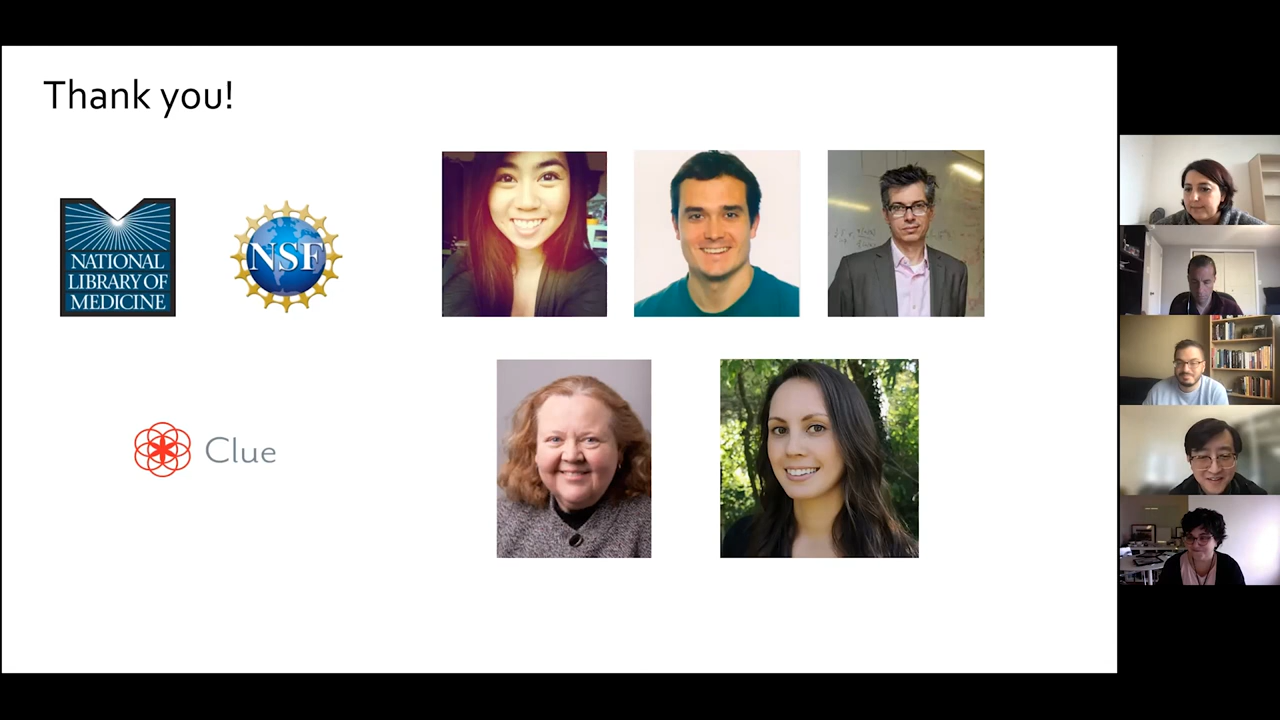 Thank you!
NATIONAL
LIBRARY OF
MEDICINE
NSF
Clue